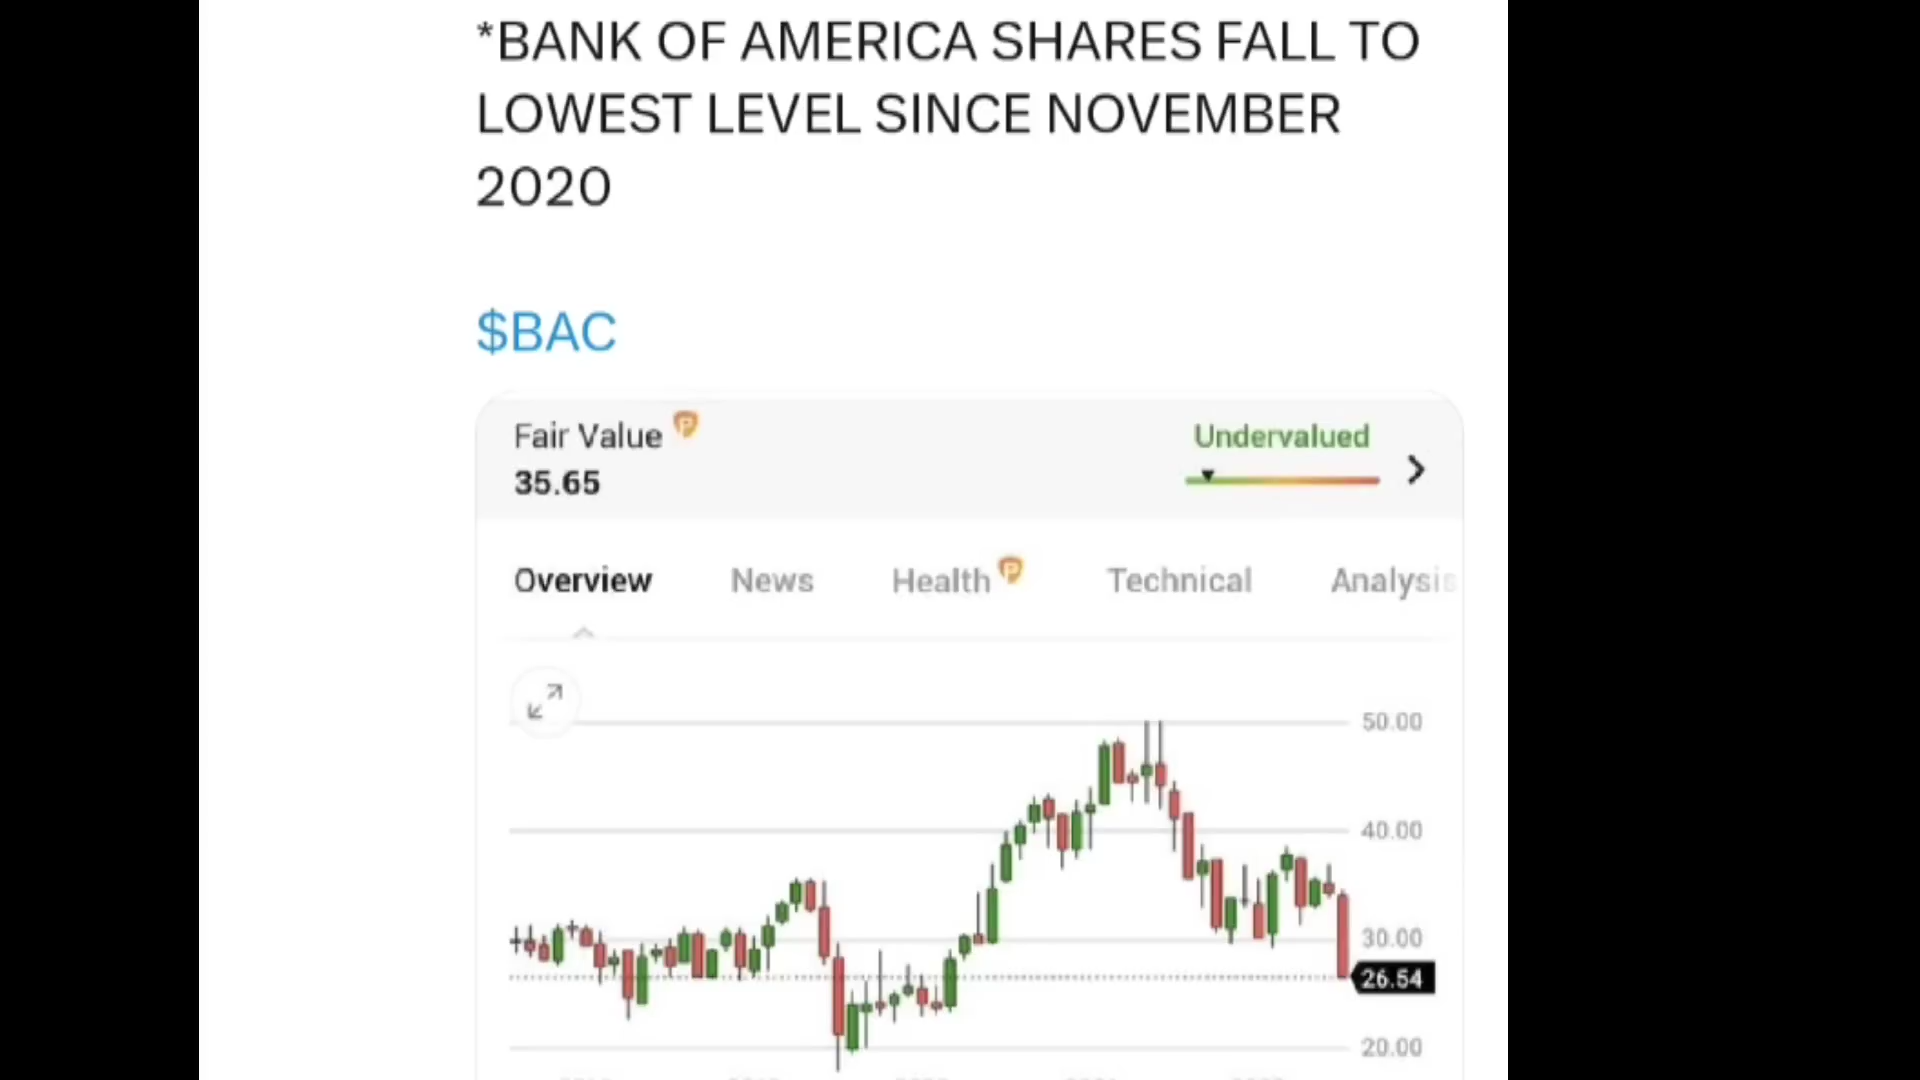 *BANK OF AMERICA SHARES FALL TO
LOWEST LEVEL SINCE NOVEMBER
2020
$BAC
Fair Value
35.65
Undervalued
Overview News Health Technical Analysis
50.00
40.00
30.00
26.54
20.00